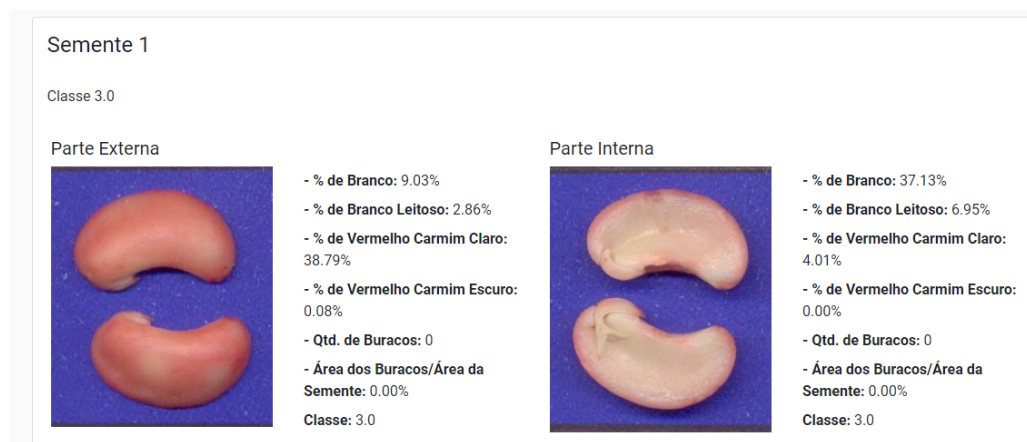 Semente 1
Classe 3.0
Parte Externa
- % de Branco: 9.03%
- % de Branco Leitoso: 2.86%
- % de Vermelho Carmim Claro:
38.79%
- % de Vermelho Carmim Escuro:
0.08%
- Qtd. de Buracos: 0
- Área dos Buracos/Área da
Semente: 0.00%
Classe: 3.0
Parte Interna
- % de Branco: 37.13%
- % de Branco Leitoso: 6.95%
- % de Vermelho Carmim Claro:
4.01%
- % de Vermelho Carmim Escuro:
0.00%
- Qtd. de Buracos: 0
- Área dos Buracos/Área da
Semente: 0.00%
Classe: 3.0